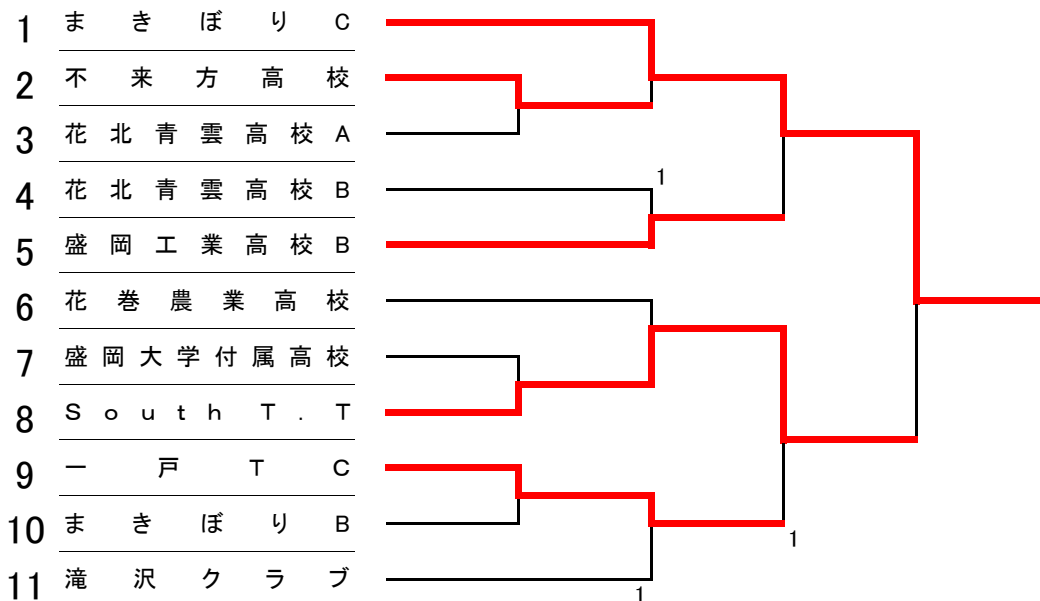 1 まきぼりC
2 不来方高校
3 花北青雲高校A
4 花北青雲高校B
1
5 盛岡工業高校B
6 花巻農業高校
7 盛岡大学付属高校
8 South T.T
9 一戸TC
10 まきぼりB
1
11 滝沢クラブ
1